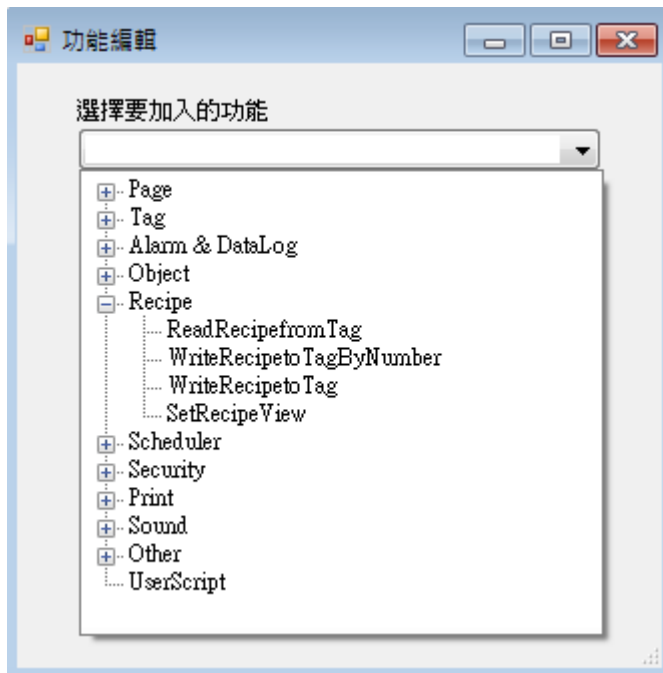 功能編輯
選擇要加入的功能
Page
Tag
Alarm & DataLog
Object
Recipe
ReadRecipefromTag
WriteRecipetoTagByNumber
WriteRecipetoTag
SetRecipeView
Scheduler
Security
Print
Sound
Other
UserScript